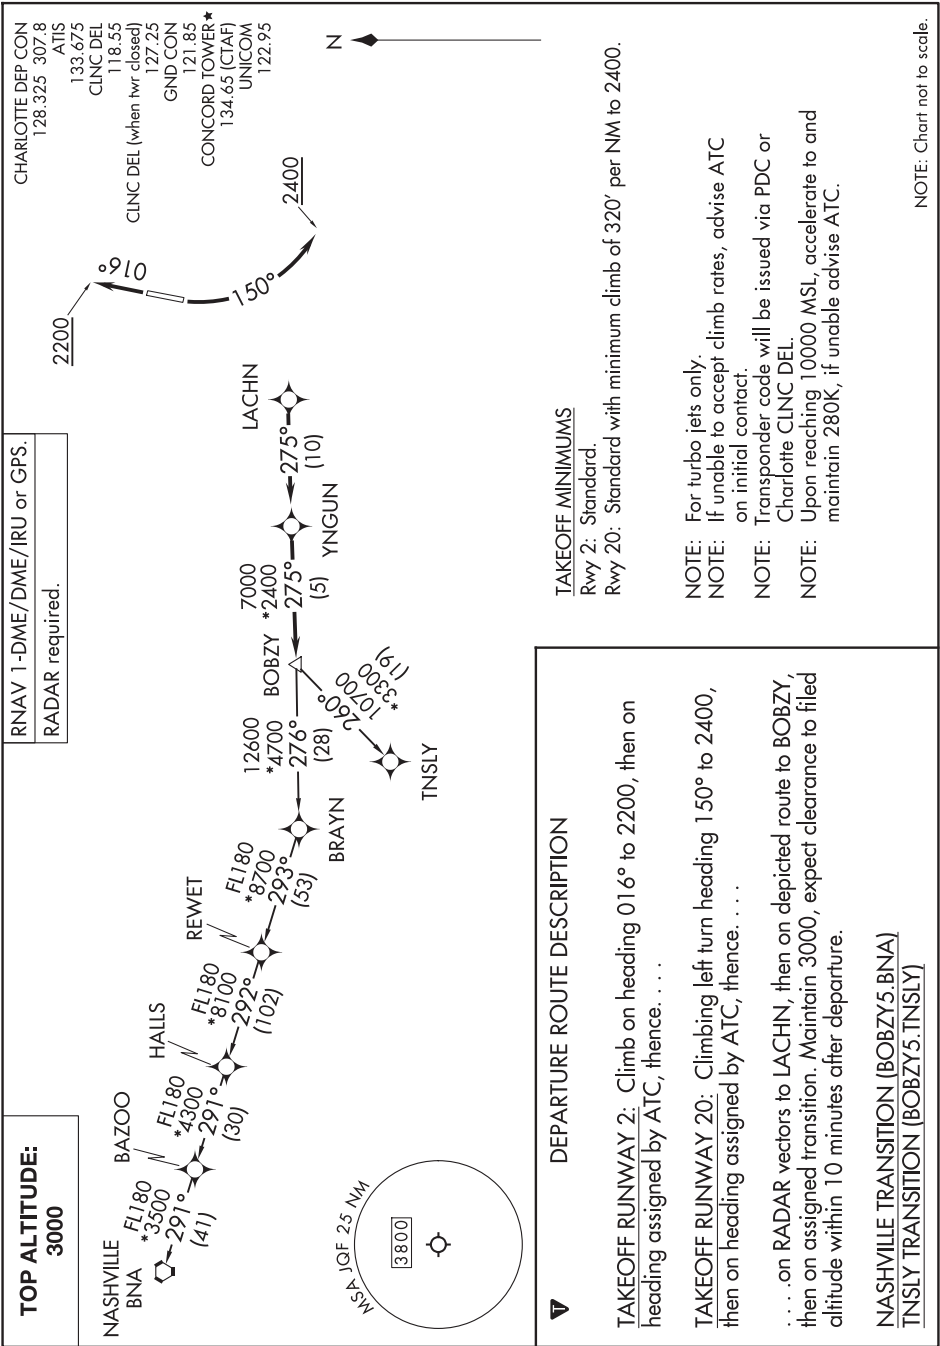 TOP ALTITUDE:
3000
RNAV 1-DME/DME/IRU or GPS.
RADAR required.
CHARLOTTE DEP CON
128.325 307.8
ATIS
133.675
CLNC DEL
118.55
CLNC DEL (when twr closed)
127.25
GND CON
121.85
CONCORD TOWER★
134.65 (CTAF)
UNICOM
122.95
N
2200
016°
150°
2400
LACHN
275°
(10)
YNGUN
7000
*2400
275°
(5)
BOBZY
10700
*3300
260°
(19)
TNSLY
12600
*4700
276°
(28)
BRAYN
FL180
*8700
293°
(53)
REWET
FL180
*8100
292°
(102)
HALLS
FL180
*4300
291°
(30)
BAZOO
FL180
*3500
291°
(41)
NASHVILLE
BNA
MSA JQF 25 NM
3800
TAKEOFF MINIMUMS
Rwy 2: Standard.
Rwy 20: Standard with minimum climb of 320' per NM to 2400.
NOTE: For turbo jets only.
NOTE: If unable to accept climb rates, advise ATC
on initial contact.
NOTE: Transponder code will be issued via PDC or
Charlotte CLNC DEL.
NOTE: Upon reaching 10000 MSL, accelerate to and
maintain 280K, if unable advise ATC.
NOTE: Chart not to scale.
T
DEPARTURE ROUTE DESCRIPTION
TAKEOFF RUNWAY 2: Climb on heading 016° to 2200, then on
heading assigned by ATC, thence. . . .
TAKEOFF RUNWAY 20: Climbing left turn heading 150° to 2400,
then on heading assigned by ATC, thence. . . .
. . . .on RADAR vectors to LACHN, then on depicted route to BOBZY,
then on assigned transition. Maintain 3000, expect clearance to filed
altitude within 10 minutes after departure.
NASHVILLE TRANSITION (BOBZY5.BNA)
TNSLY TRANSITION (BOBZY5.TNSLY)